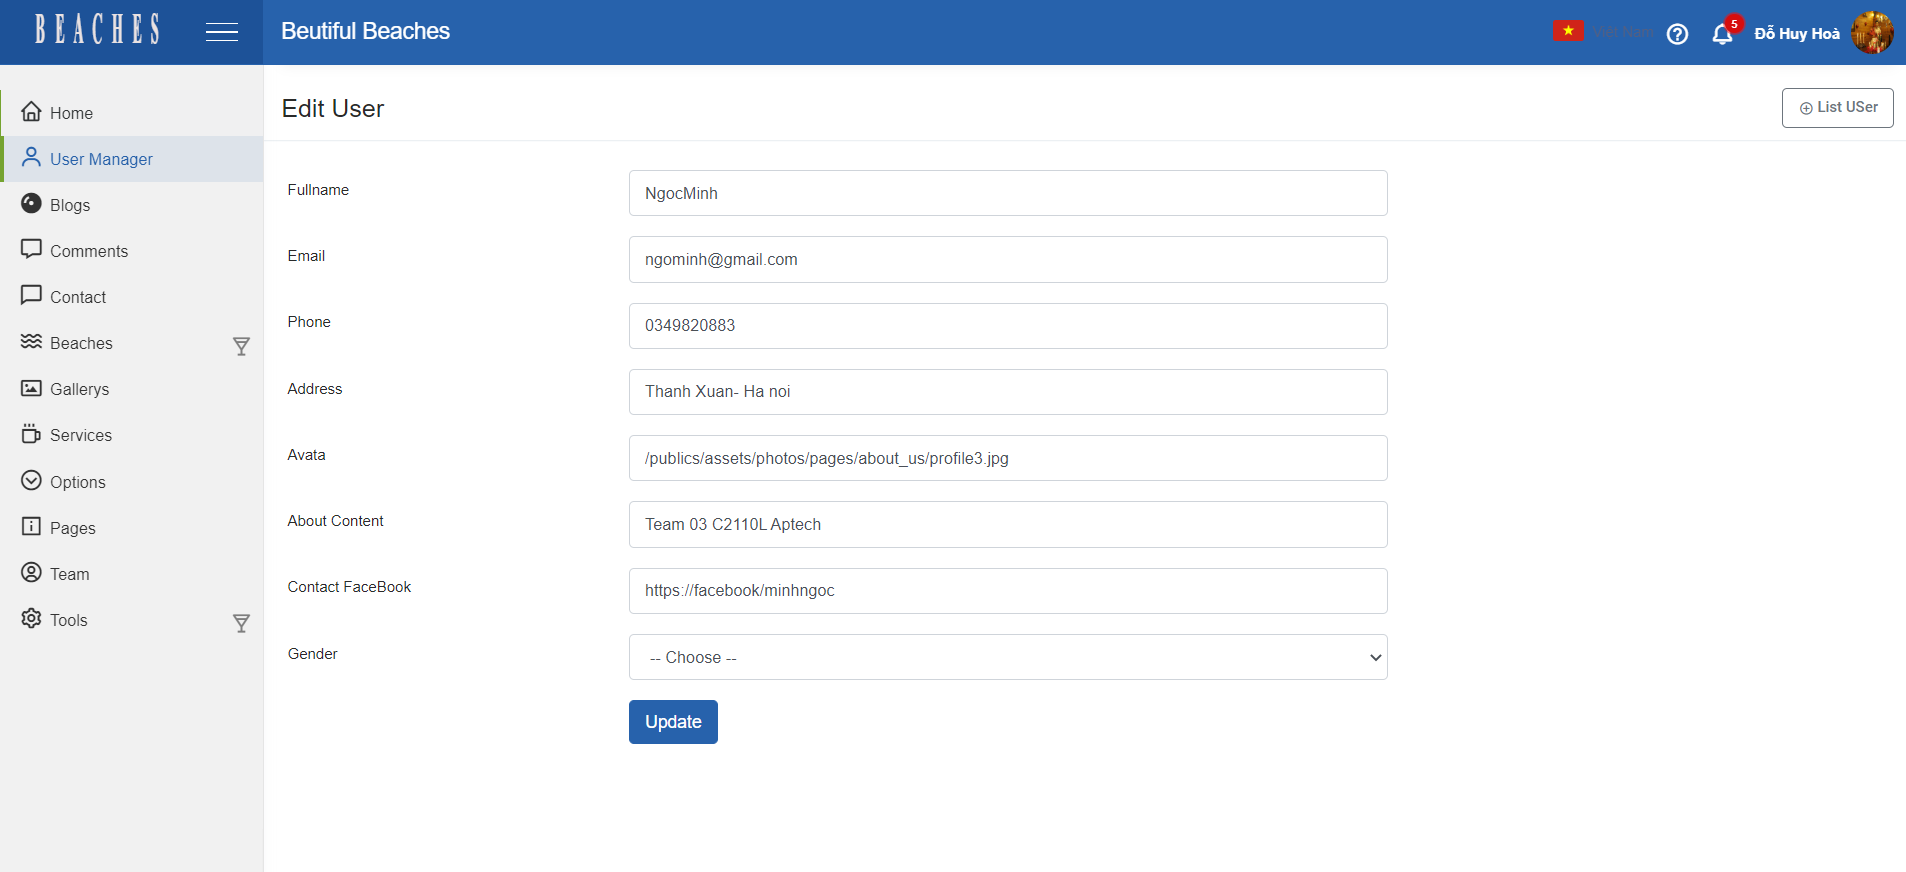 BEACHES
Beutiful Beaches
Việt Nam
5
Đỗ Huy Hoà
Home
User Manager
Blogs
Comments
Contact
Beaches
Gallerys
Services
Options
Pages
Team
Tools
Edit User
List USer
Fullname
NgocMinh
Email
ngominh@gmail.com
Phone
0349820883
Address
Thanh Xuan- Ha noi
Avata
/publics/assets/photos/pages/about_us/profile3.jpg
About Content
Team 03 C2110L Aptech
Contact FaceBook
https://facebook/minhngoc
Gender
-- Choose --
Update